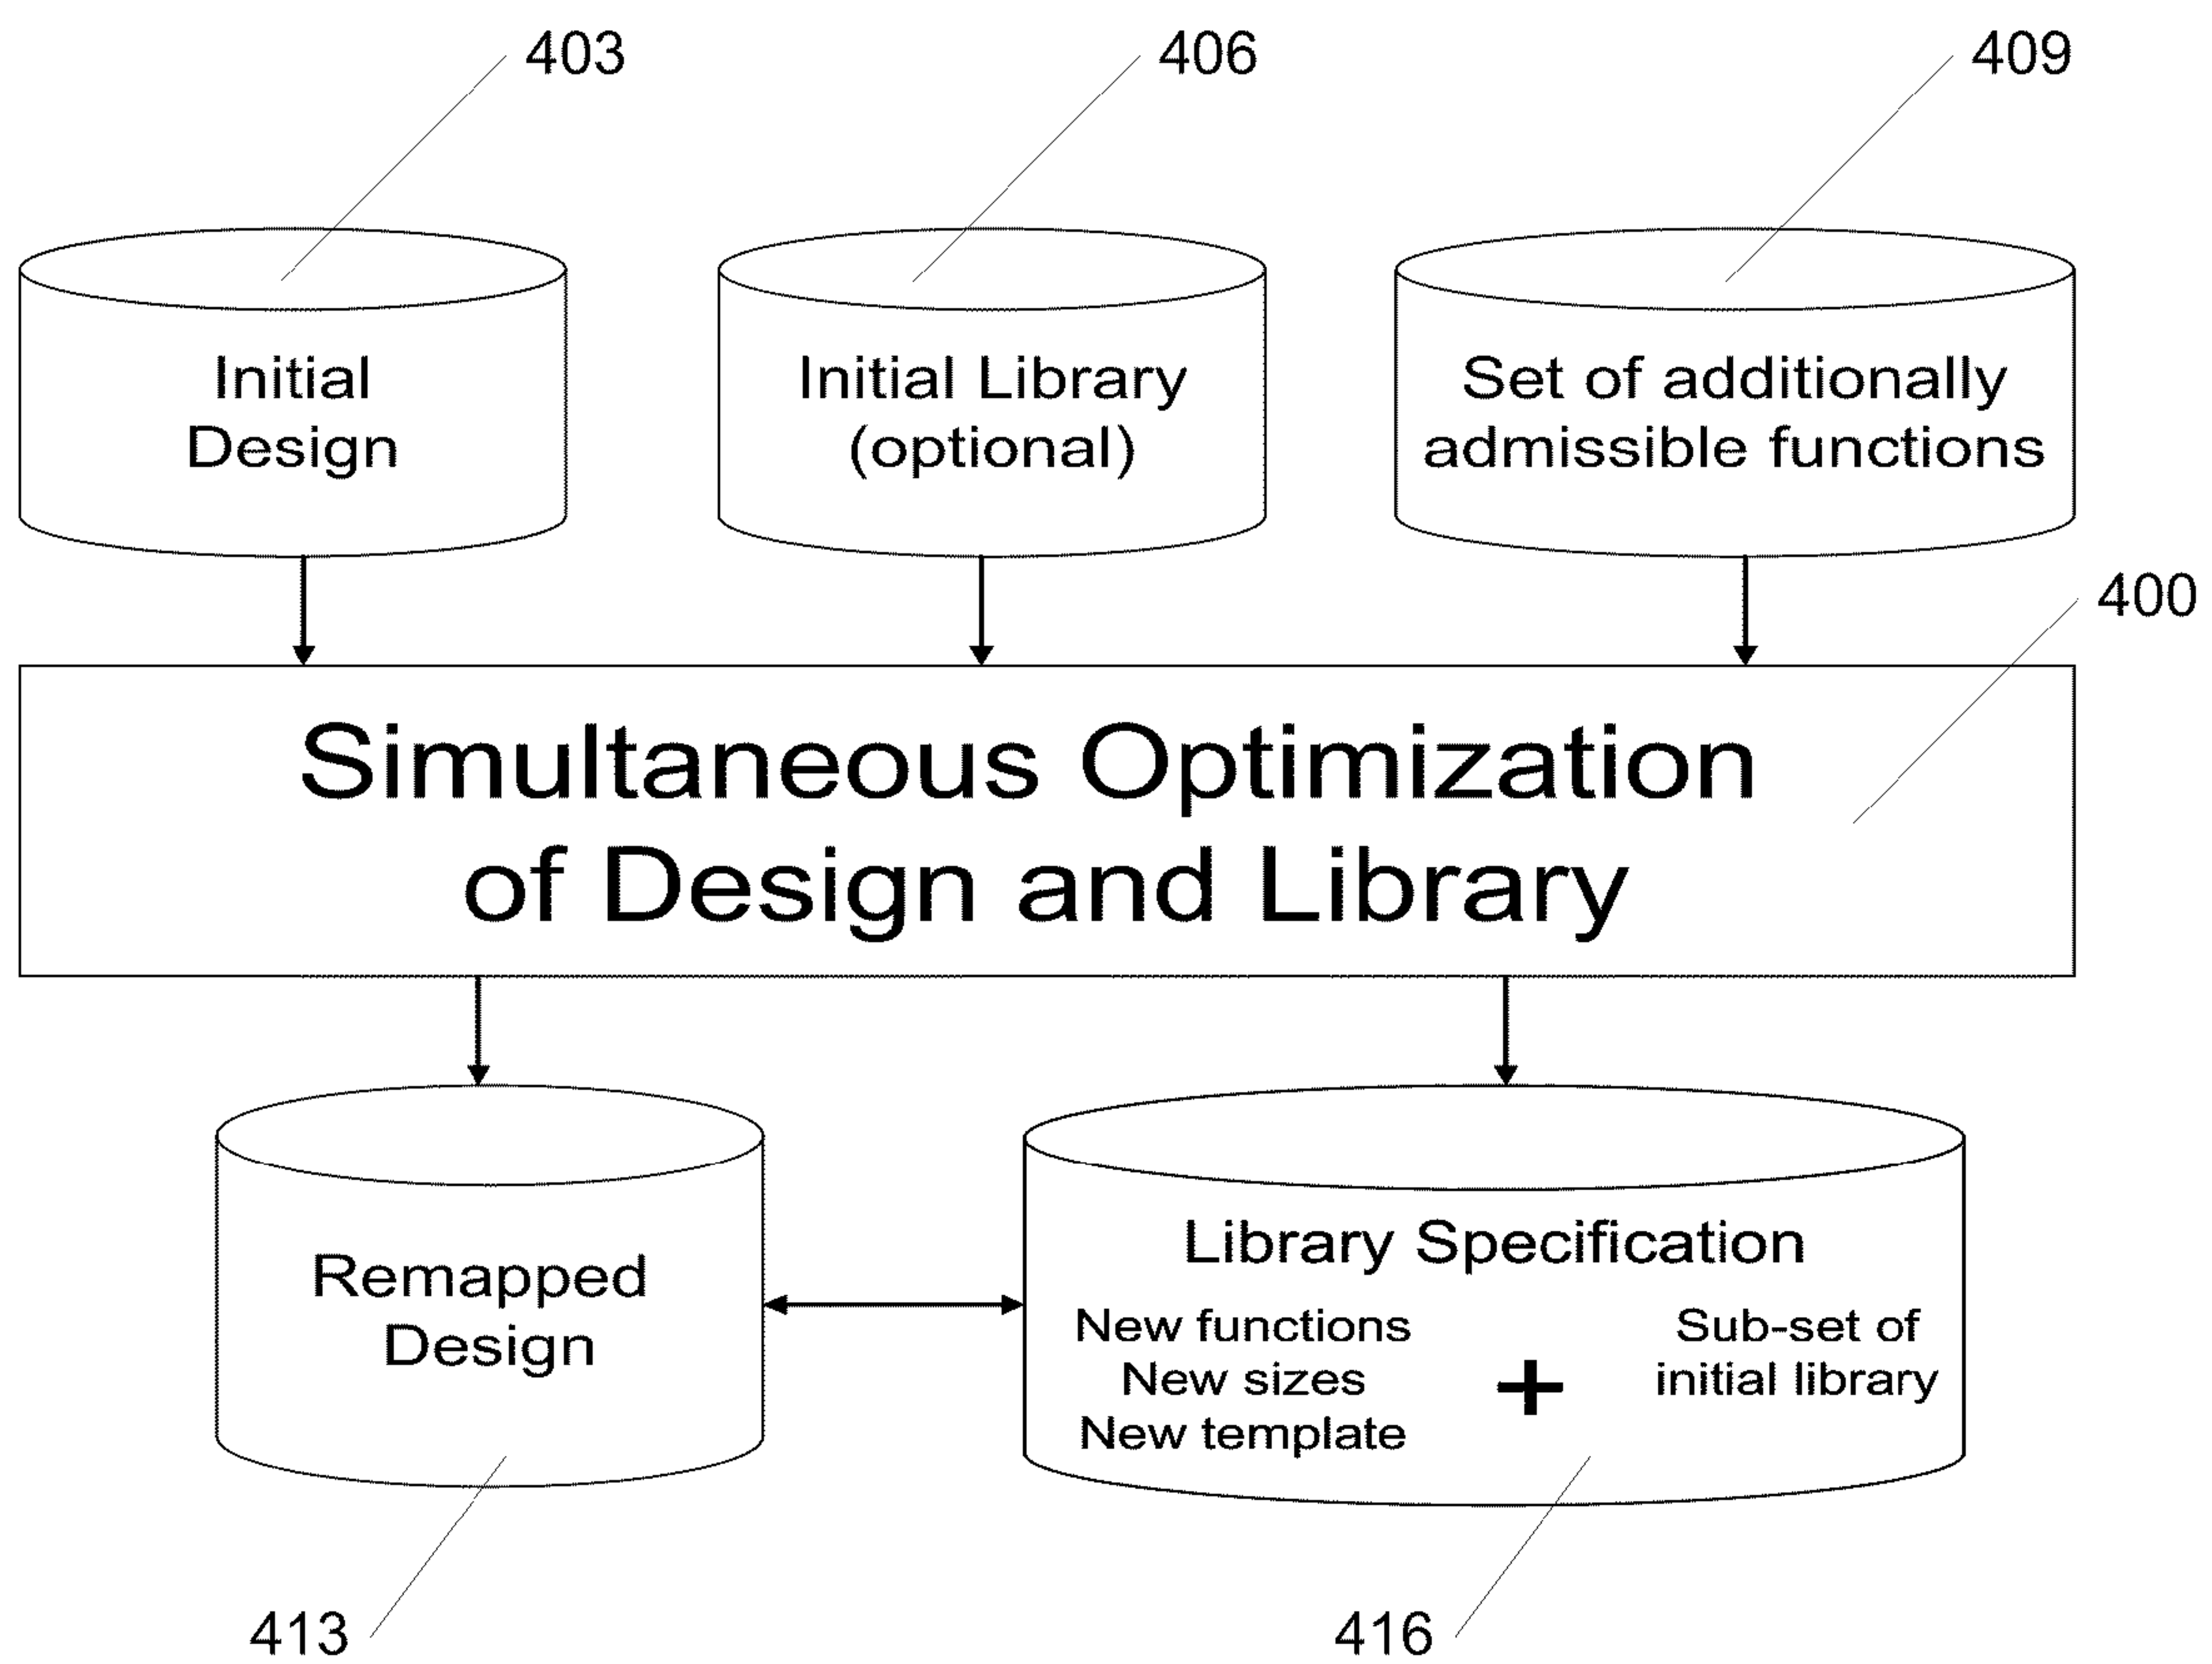 403
406
409
Initial
Design
Initial Library
(optional)
Set of additionally
admissible functions
400
Simultaneous Optimization
of Design and Library
Remapped
Design
Library Specification
New functions
New sizes
New template
+
Sub-set of
initial library
413
416